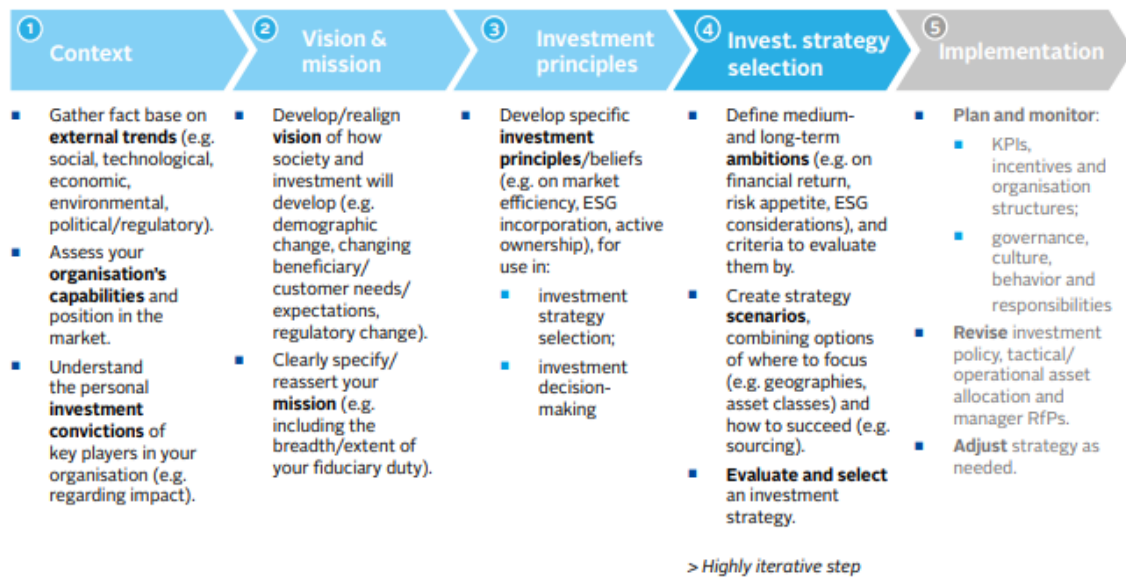 1
Context
Gather fact base on
external trends (e.g.
social, technological,
economic,
environmental,
political/regulatory).
Assess your
organisation's
capabilities and
position in the
market.
Understand
the personal
investment
convictions of
key players in your
organisation (e.g.
regarding impact).
2
Vision &
mission
Develop/realign
vision of how
society and
investment will
develop (e.g.
demographic
change, changing
beneficiary/
customer needs/
expectations,
regulatory change).
Clearly specify/
reassert your
mission (e.g.
including the
breadth/extent of
your fiduciary duty).
3
Investment
principles
Develop specific
investment
principles/beliefs
(e.g. on market
efficiency, ESG
incorporation, active
ownership), for
use in:
investment
strategy
selection;
investment
decision-
making
4
Invest. strategy
selection
Define medium-
and long-term
ambitions (e.g. on
financial return,
risk appetite, ESG
considerations), and
criteria to evaluate
them by.
Create strategy
scenarios,
combining options
of where to focus
(e.g. geographies,
asset classes) and
how to succeed (e.g.
sourcing).
Evaluate and select
an investment
strategy.
> Highly iterative step
5
Implementation
Plan and monitor:
KPIs,
incentives and
organisation
structures;
governance,
culture,
behavior and
responsibilities
Revise investment
policy, tactical/
operational asset
allocation and
manager RfPs.
Adjust strategy as
needed.